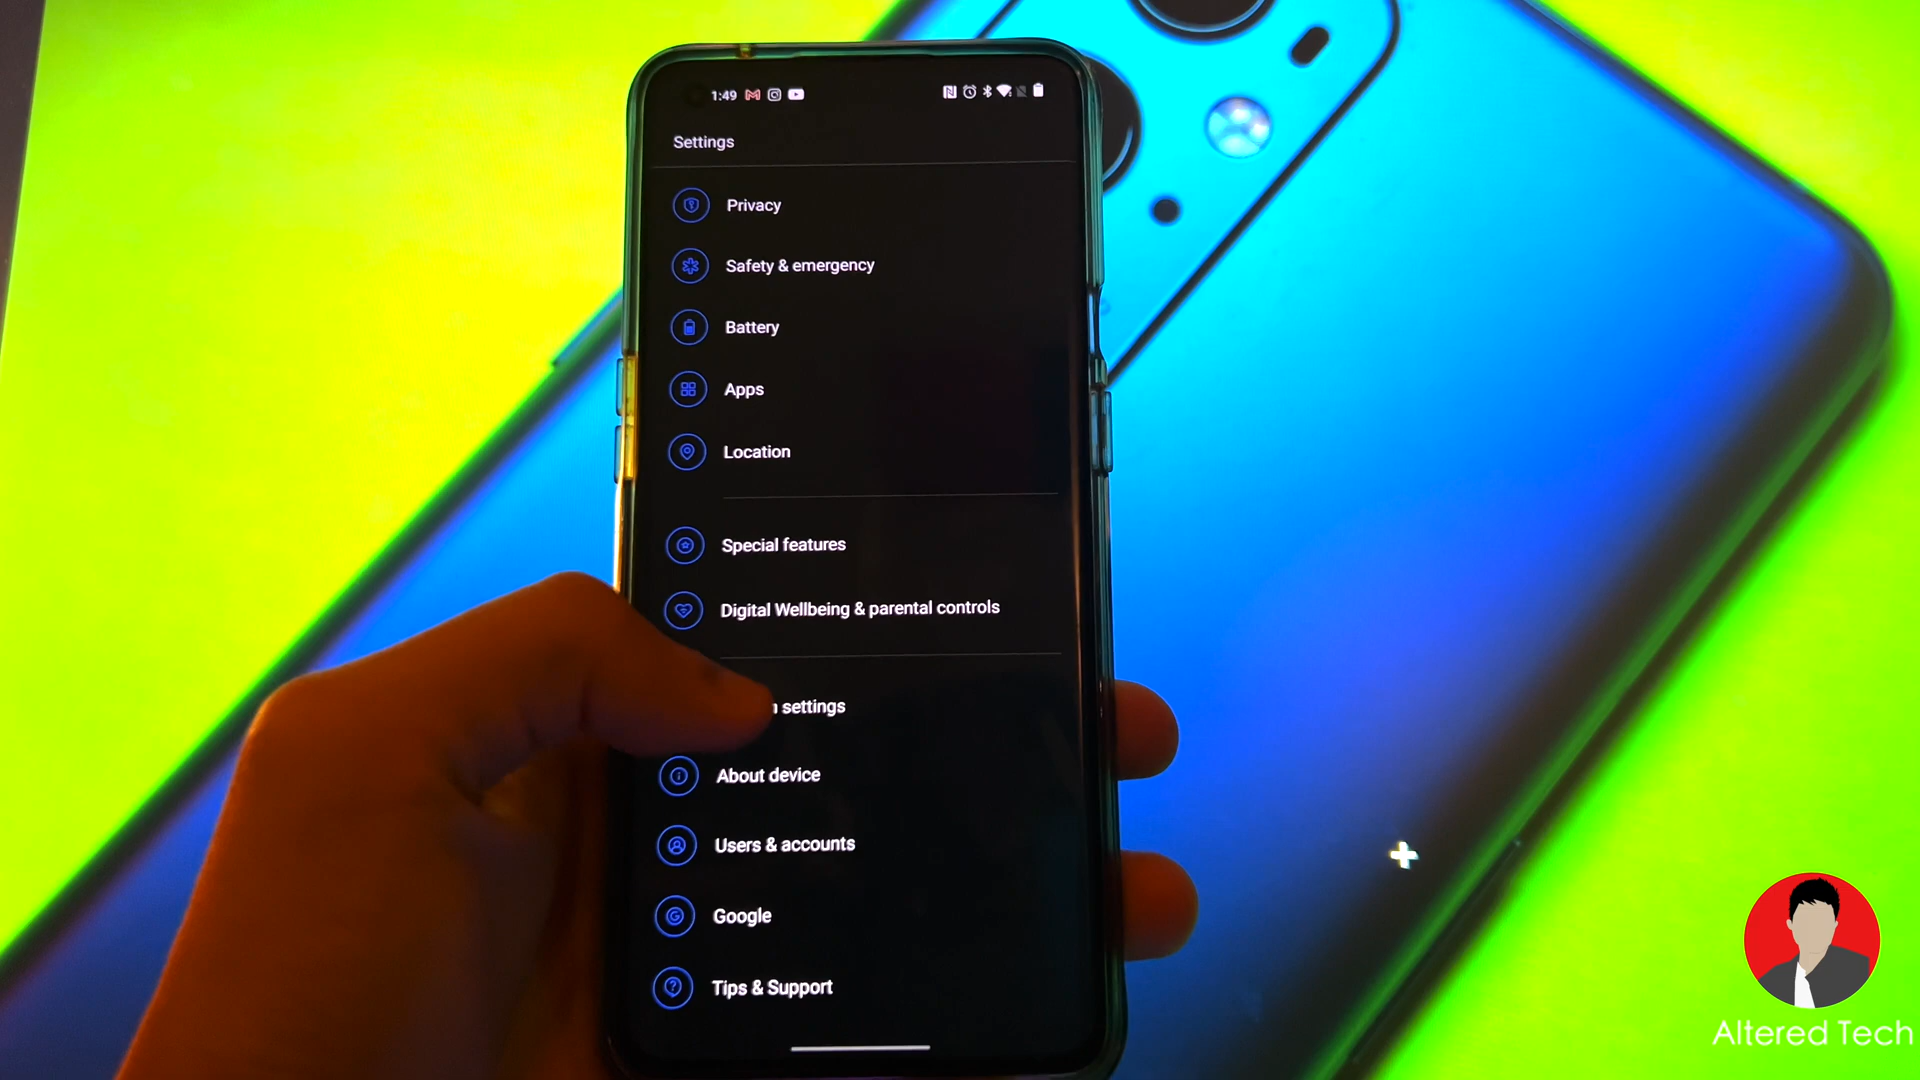 1:49
Settings
Privacy
Safety & emergency
Battery
Apps
Location
Special features
Digital Wellbeing & parental controls
settings
About device
Users & accounts
Google
Tips & Support
Altered Tech